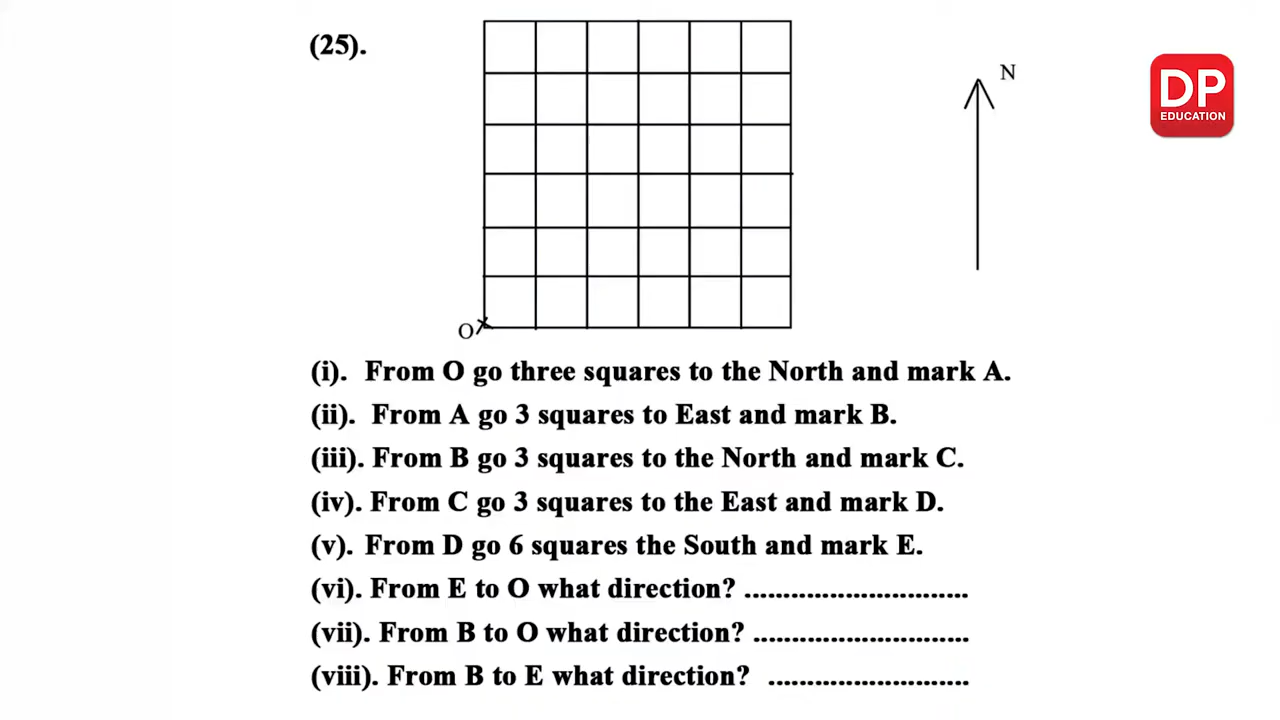 (25).
N
DP
EDUCATION
O
(i). From O go three squares to the North and mark A.
(ii). From A go 3 squares to East and mark B.
(iii). From B go 3 squares to the North and mark C.
(iv). From C go 3 squares to the East and mark D.
(v). From D go 6 squares the South and mark E.
(vi). From E to O what direction? .............................
(vii). From B to O what direction? ............................
(viii). From B to E what direction? ..........................